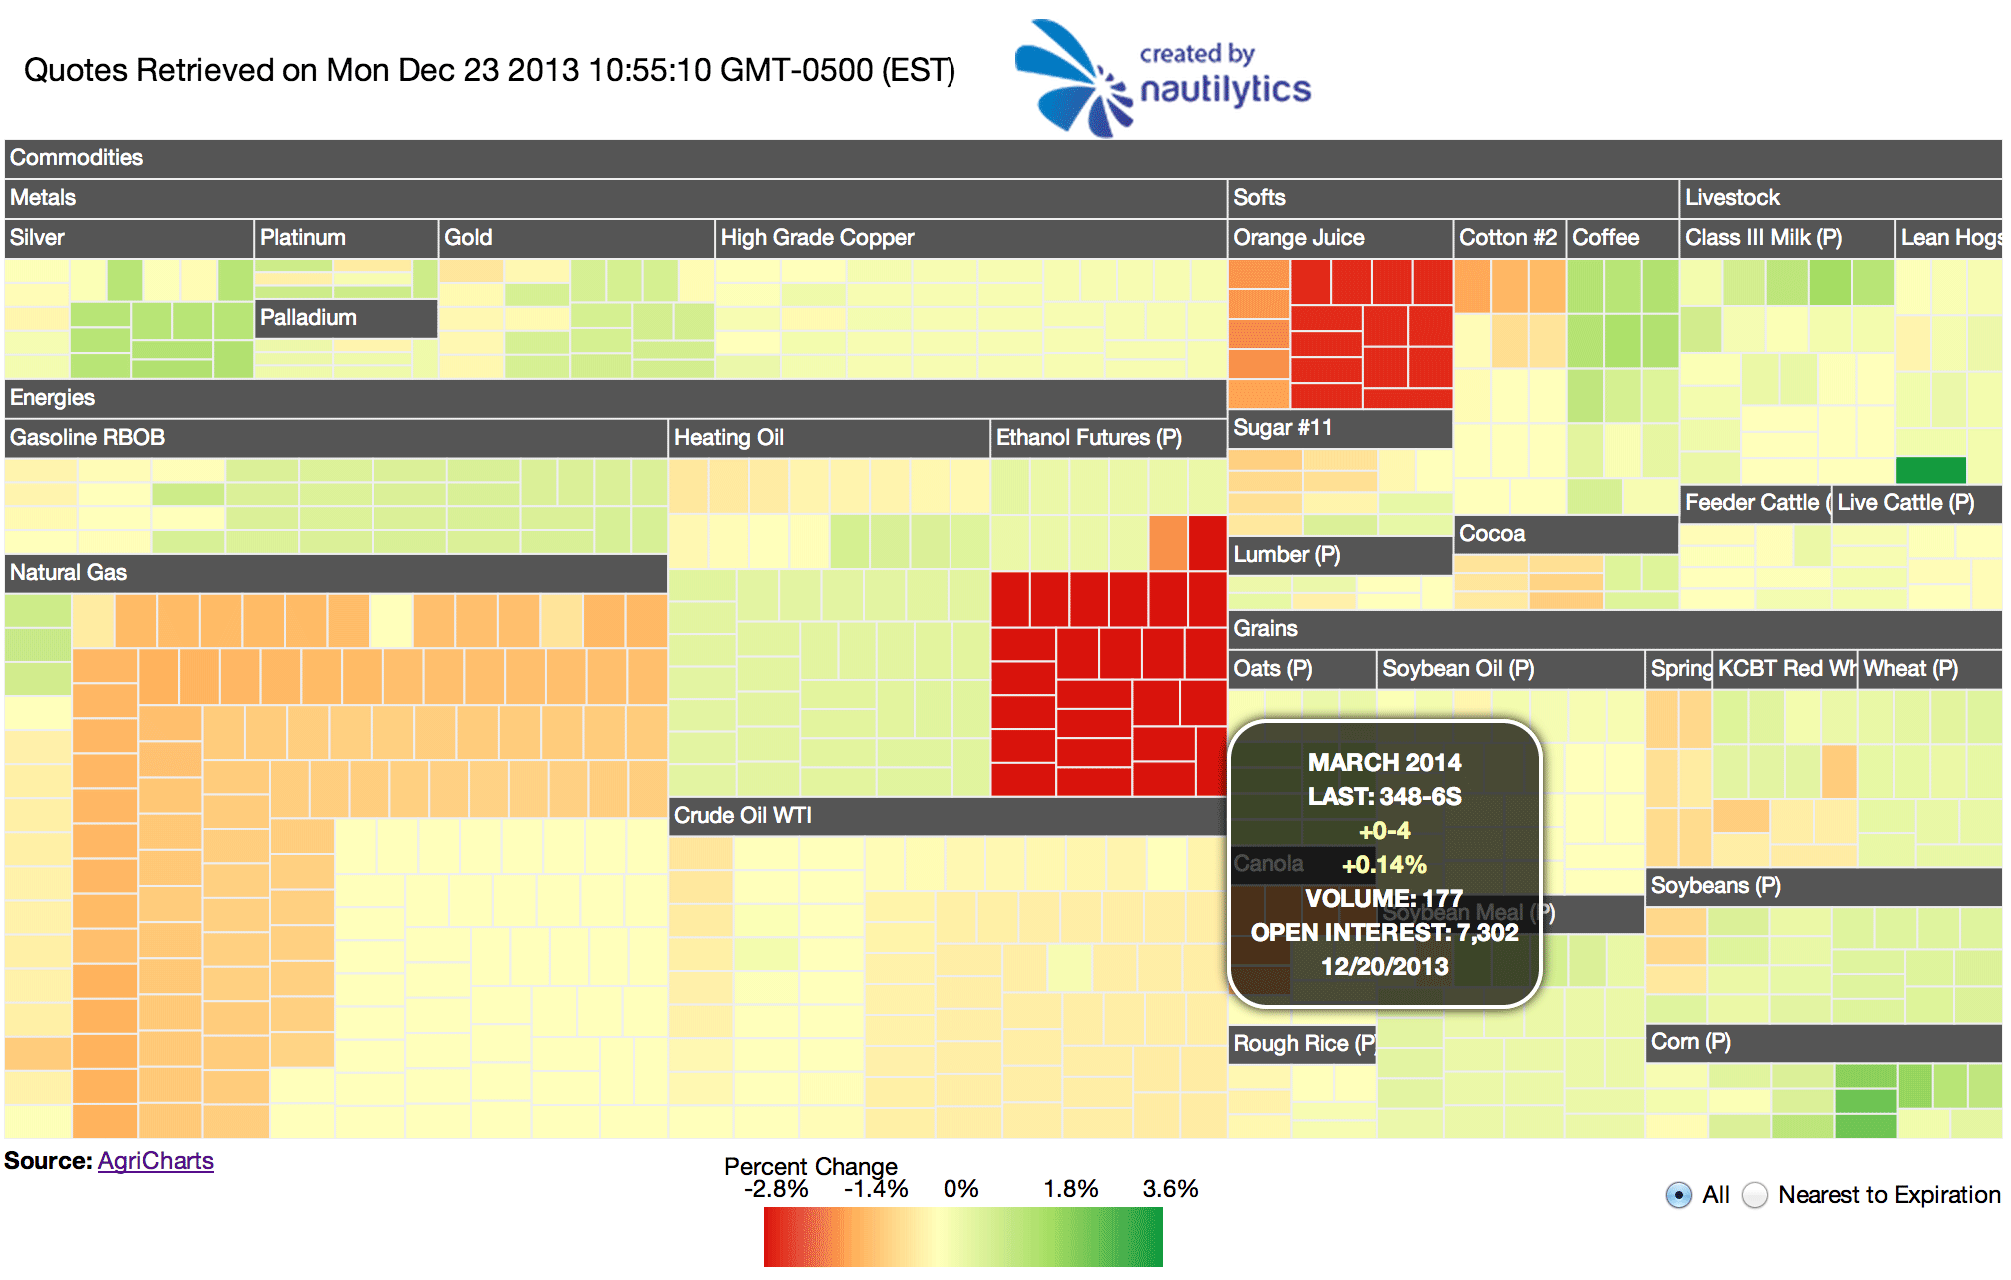 Quotes Retrieved on Mon Dec 23 2013 10:55:10 GMT-0500 (EST)
created by
nautilytics
Commodities
Metals
Softs
Livestock
Silver
Platinum
Gold
High Grade Copper
Orange Juice
Cotton #2
Coffee
Class III Milk (P)
Lean Hogs
Palladium
Energies
Gasoline RBOB
Heating Oil
Ethanol Futures (P)
Sugar #11
Feeder Cattle (
Live Cattle (P)
Cocoa
Lumber (P)
Natural Gas
Grains
Oats (P)
Soybean Oil (P)
Spring
KCBT Red Wh
Wheat (P)
MARCH 2014
LAST: 348-6S
+0-4
+0.14%
VOLUME: 177
OPEN INTEREST: 7,302
12/20/2013
Crude Oil WTI
Canola
Soybeans (P)
Soybean Meal (P)
Rough Rice (P)
Corn (P)
Source: AgriCharts
Percent Change
-2.8% -1.4% 0% 1.8% 3.6%
All Nearest to Expiration